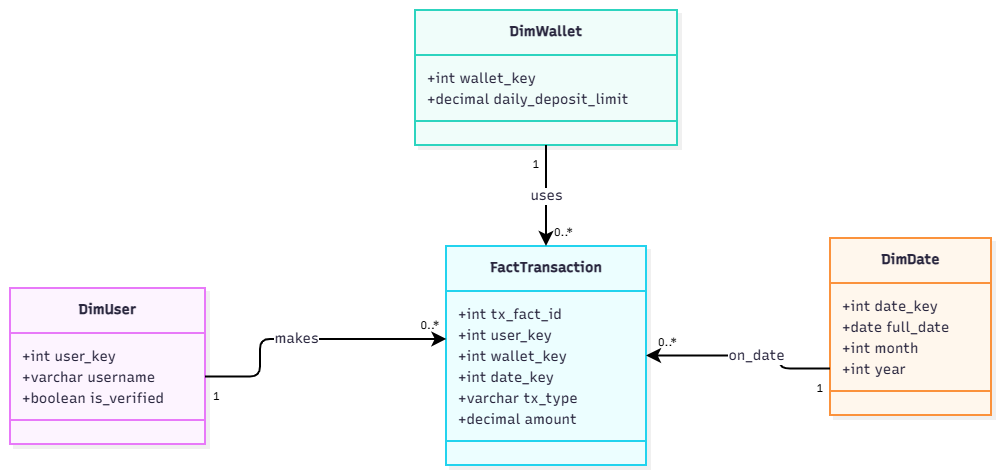 DimWallet
+int wallet_key
+decimal daily_deposit_limit
1
uses
0..*
FactTransaction
+int tx_fact_id
+int user_key
+int wallet_key
+int date_key
+varchar tx_type
+decimal amount
DimUser
+int user_key
+varchar username
+boolean is_verified
1
makes
0..*
DimDate
+int date_key
+date full_date
+int month
+int year
1
on_date
0..*